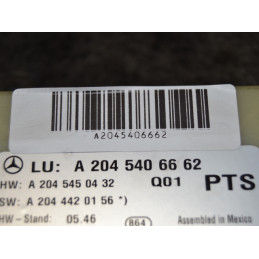 A2045406662
LU: A 204 540 66 62
HW: A 204 545 04 32 Q01 PTS
SW: A 204 442 01 56 *)
HW-Stand: 05.46 864 Assembled in Mexico